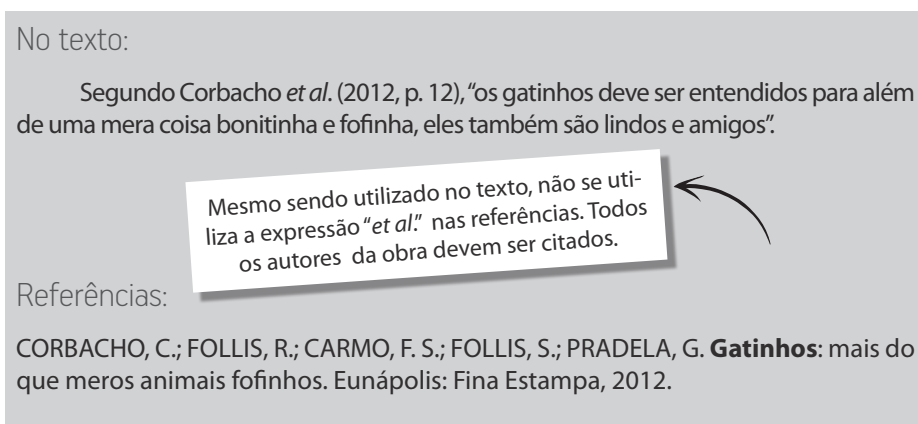 No texto:
Segundo Corbacho et al. (2012, p. 12), “os gatinhos deve ser entendidos para além
de uma mera coisa bonitinha e fofinha, eles também são lindos e amigos”.
Mesmo sendo utilizado no texto, não se uti-
liza a expressão “et al.” nas referências. Todos
os autores da obra devem ser citados.
Referências:
CORBACHO, C.; FOLLIS, R.; CARMO, F. S.; FOLLIS, S.; PRADELA, G. Gatinhos: mais do
que meros animais fofinhos. Eunápolis: Fina Estampa, 2012.